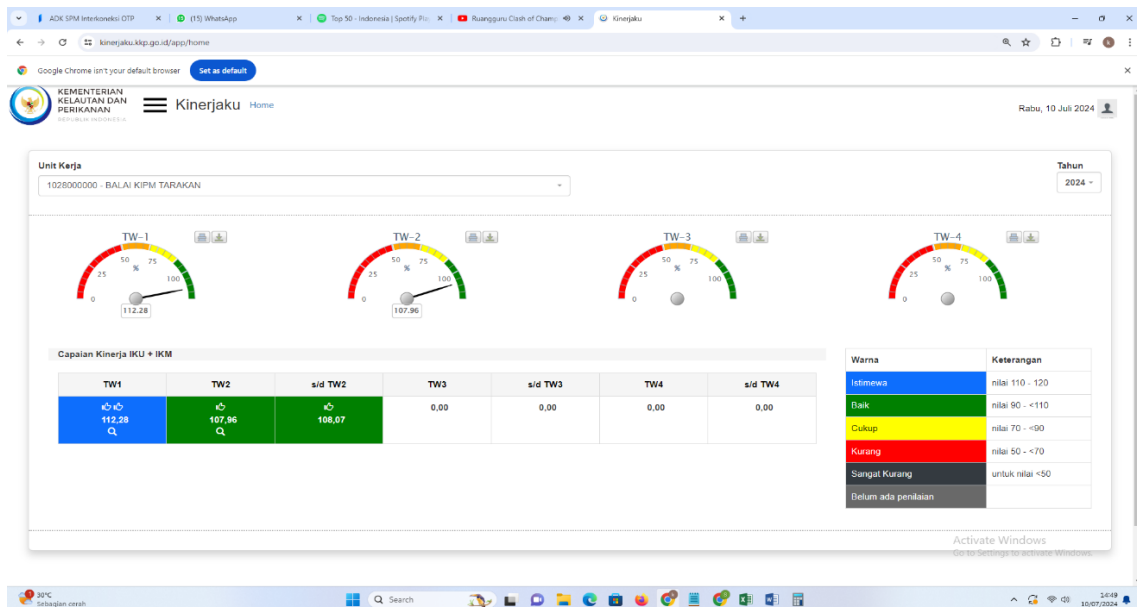 ADK SPM Interkoneksi OTP
(15) WhatsApp
Top 50 - Indonesia | Spotify Pla
Ruangguru Clash of Champ
Kinerjaku
kinerjaku.kkp.go.id/app/home
Google Chrome isn't your default browser
Set as default
KEMENTERIAN
KELAUTAN DAN
PERIKANAN
REPUBLIK INDONESIA
Kinerjaku
Home
Rabu, 10 Juli 2024
Unit Kerja
Tahun
1028000000 - BALAI KIPM TARAKAN
2024
TW-1
0 25 50 75 100
%
112.28
TW-2
0 25 50 75 100
%
107.96
TW-3
0 25 50 75 100
%
TW-4
0 25 50 75 100
%
Capaian Kinerja IKU + IKM
TW1 TW2 s/d TW2 TW3 s/d TW3 TW4 s/d TW4
112,28 107,96 108,07 0,00 0,00 0,00 0,00
Warna Keterangan
Istimewa nilai 110 - 120
Baik nilai 90 - <110
Cukup nilai 70 - <90
Kurang nilai 50 - <70
Sangat Kurang untuk nilai <50
Belum ada penilaian
Activate Windows
Go to Settings to activate Windows.
30°C
Sebagian cerah
Search
14:49
10/07/2024